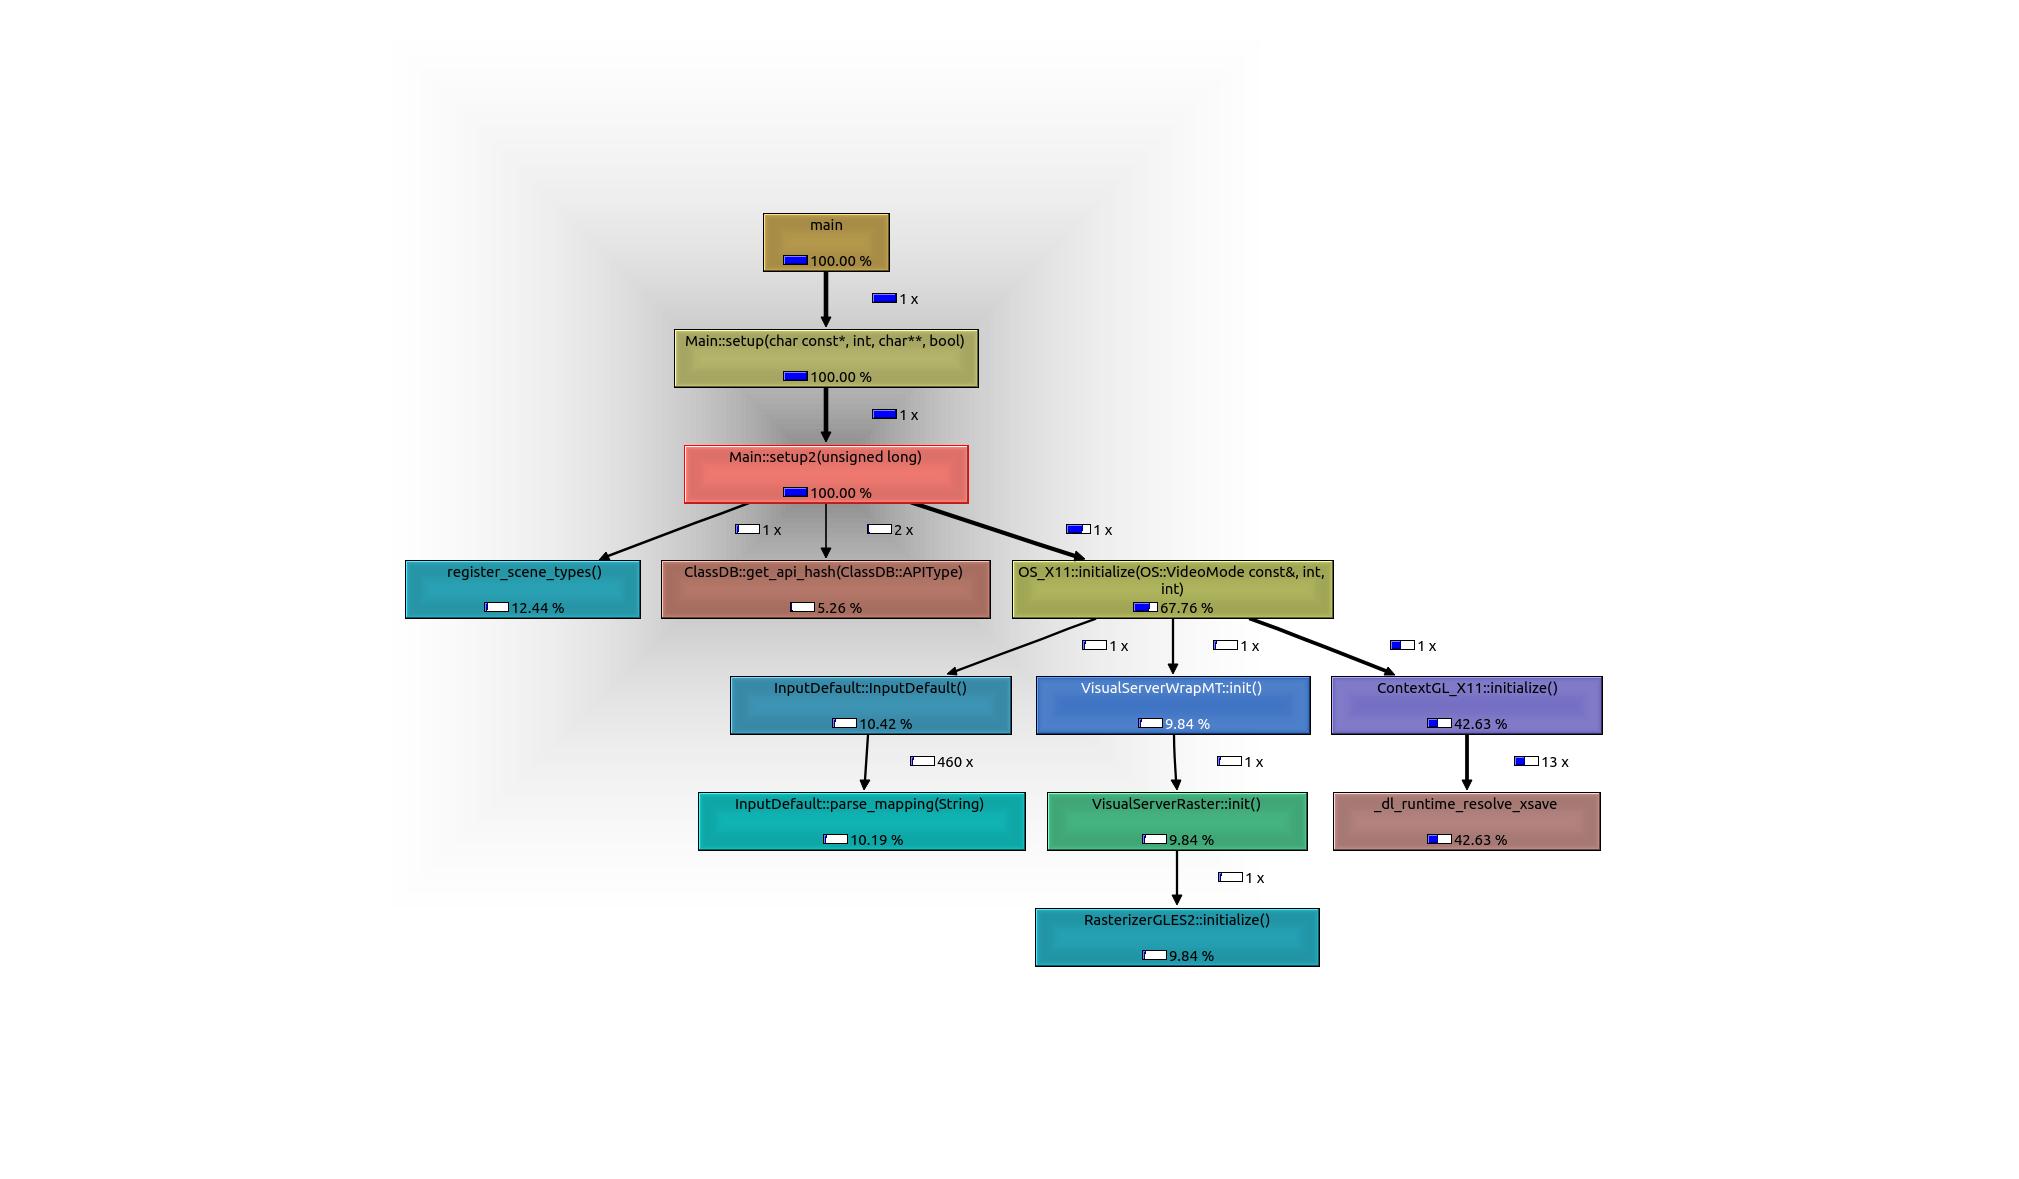 main
100.00 %
1 x
Main::setup(char const*, int, char**, bool)
100.00 %
1 x
Main::setup2(unsigned long)
100.00 %
1 x
2 x
1 x
register_scene_types()
12.44 %
ClassDB::get_api_hash(ClassDB::APIType)
5.26 %
OS_X11::initialize(OS::VideoMode const&, int,
int)
67.76 %
1 x
1 x
1 x
InputDefault::InputDefault()
10.42 %
VisualServerWrapMT::init()
9.84 %
ContextGL_X11::initialize()
42.63 %
460 x
1 x
13 x
InputDefault::parse_mapping(String)
10.19 %
VisualServerRaster::init()
9.84 %
_dl_runtime_resolve_xsave
42.63 %
1 x
RasterizerGLES2::initialize()
9.84 %